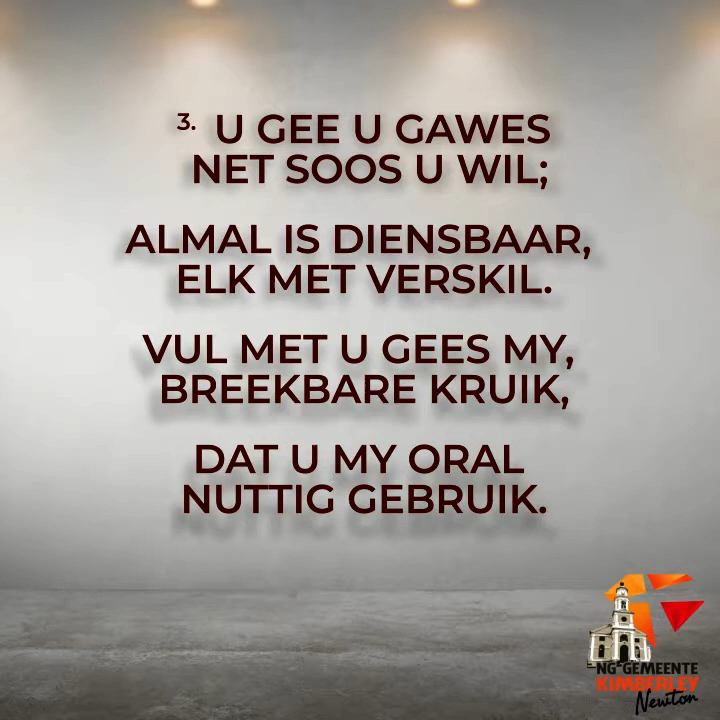 3. U GEE U GAWES
NET SOOS U WIL;
ALMAL IS DIENSBAAR,
ELK MET VERSKIL.
VUL MET U GEES MY,
BREEKBARE KRUIK,
DAT U MY ORAL
NUTTIG GEBRUIK.
NG GEMEENTE
KIMBERLEY
Newton